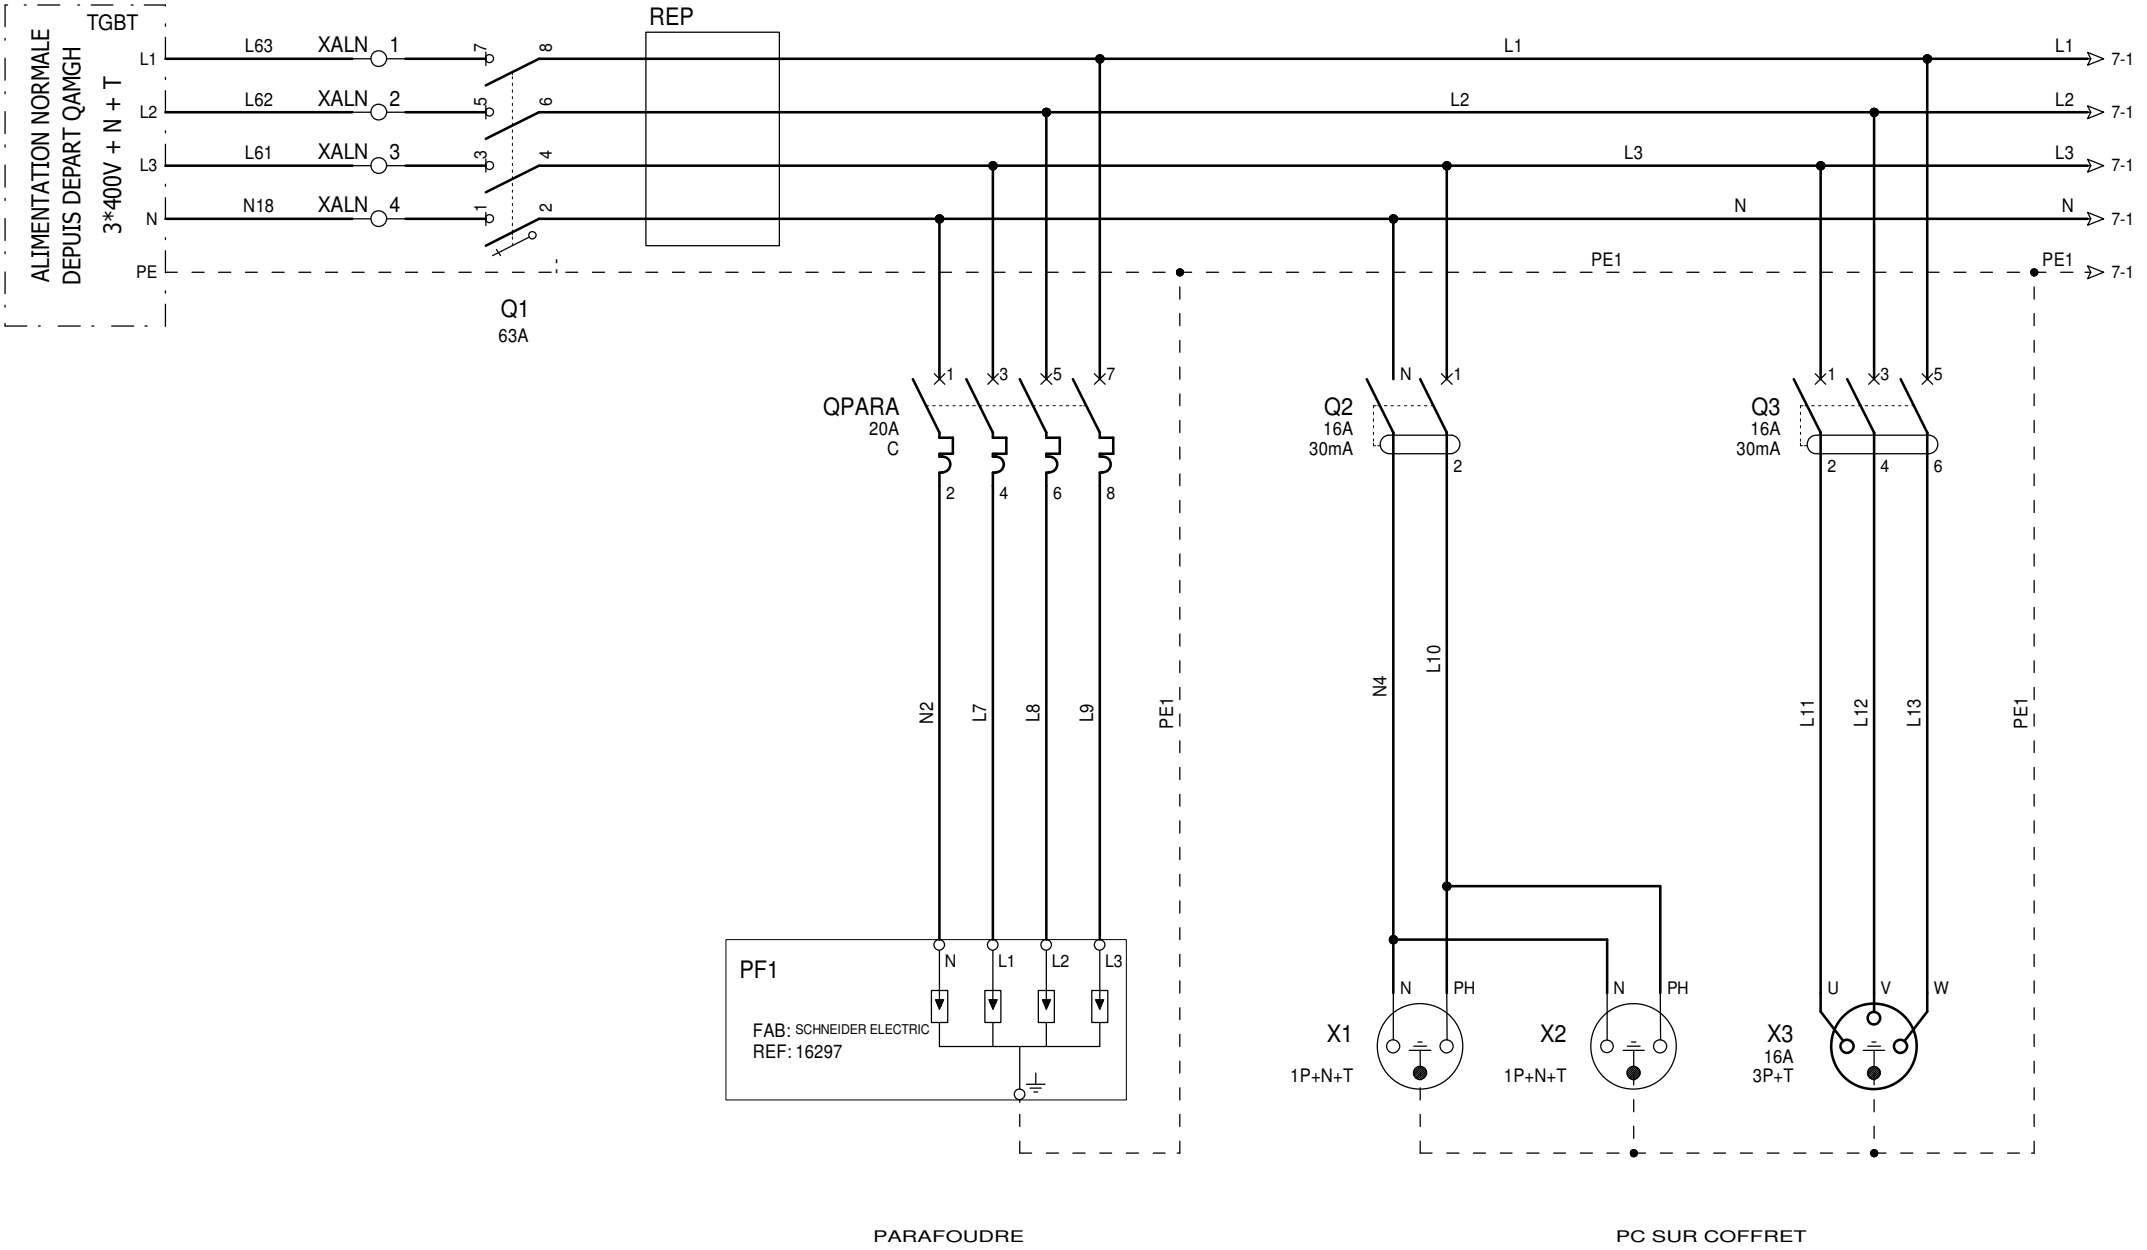 TGBT
REP
ALIMENTATION NORMALE
DEPUIS DEPART QAMGH
3*400V + N + T
L1 L63 XALN 1 7 8 L1 L1 7-1
L2 L62 XALN 2 5 6 L2 L2 7-1
L3 L61 XALN 3 3 4 L3 L3 7-1
N N18 XALN 4 1 2 N N 7-1
PE PE1 PE1 7-1
Q1
63A
1 3 5 7
QPARA
20A
C
2 4 6 8
N 1
Q2
16A
30mA
2
1 3 5
Q3
16A
30mA
2 4 6
N2 L7 L8 L9 PE1 N4 L10 L11 L12 L13 PE1
PF1
N L1 L2 L3
FAB: SCHNEIDER ELECTRIC
REF: 16297
N PH
X1
1P+N+T
N PH
X2
1P+N+T
U V W
X3
16A
3P+T
PARAFOUDRE
PC SUR COFFRET